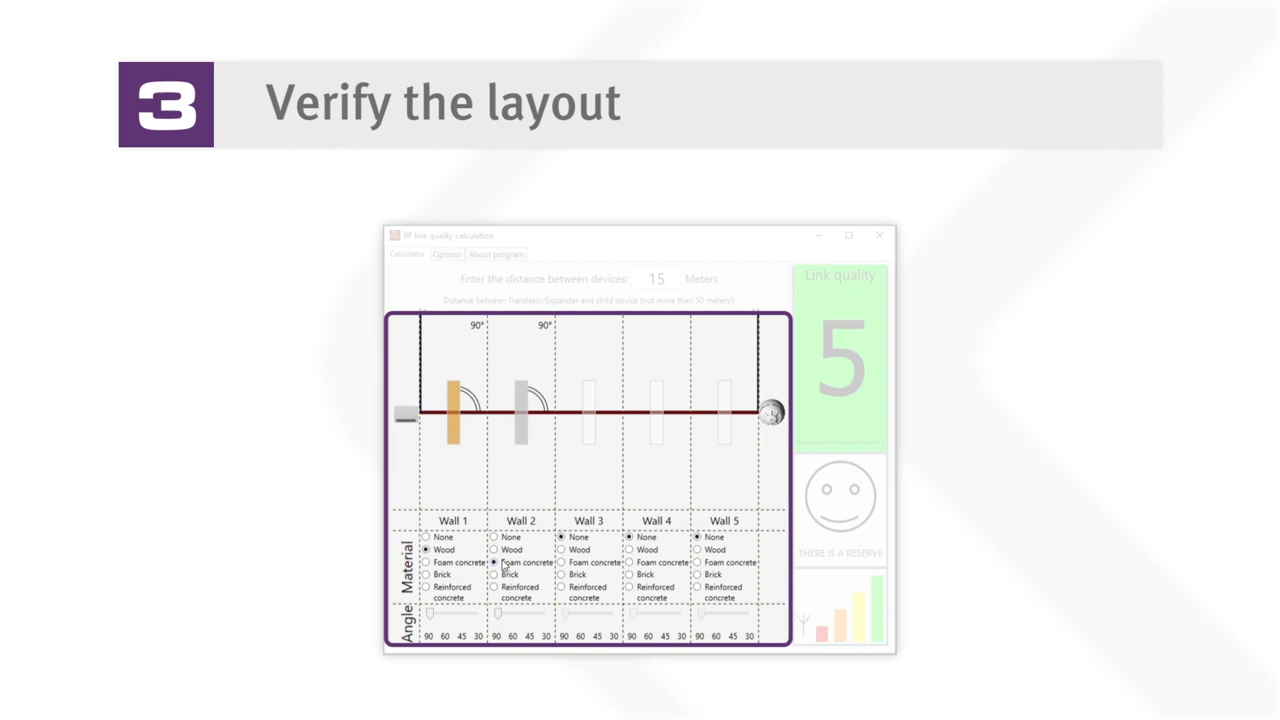 3
Verify the layout
RF link quality calculation
Calculator Options About program
Enter the distance between devices: 15 Meters
Distance between Translator/Expander and child device (not more than 50 meters!)
Link quality
5
90° 90°
Wall 1 Wall 2 Wall 3 Wall 4 Wall 5
Material
None None None None None
Wood Wood Wood Wood Wood
Foam concrete Foam concrete Foam concrete Foam concrete Foam concrete
Brick Brick Brick Brick Brick
Reinforced Reinforced Reinforced Reinforced Reinforced
concrete concrete concrete concrete concrete
Angle
90 60 45 30 90 60 45 30 90 60 45 30 90 60 45 30 90 60 45 30
THERE IS A RESERVE